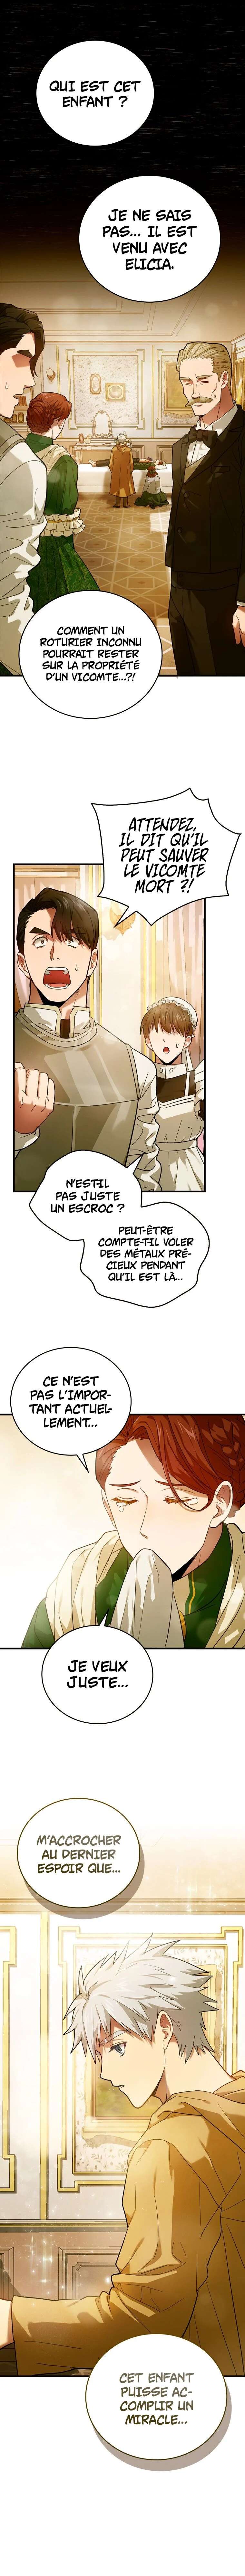 QUI EST CET
ENFANT ?
JE NE SAIS
PAS... IL EST
VENU AVEC
ELICIA.
COMMENT UN
ROTURIER INCONNU
POURRAIT RESTER
SUR LA PROPRIÉTÉ
D'UN VICOMTE...?!
ATTENDEZ,
IL DIT QU'IL
PEUT SAUVER
LE VICOMTE
MORT ?!
N'EST-IL
PAS JUSTE
UN ESCROC ?
PEUT-ÊTRE
COMPTE-T-IL VOLER
DES MÉTAUX PRÉ-
CIEUX PENDANT
QU'IL EST LÀ...
CE N'EST
PAS L'IMPOR-
TANT ACTUEL-
LEMENT...
JE VEUX
JUSTE...
M'ACCROCHER
AU DERNIER
ESPOIR QUE...
CET ENFANT
PUISSE AC-
COMPLIR UN
MIRACLE...